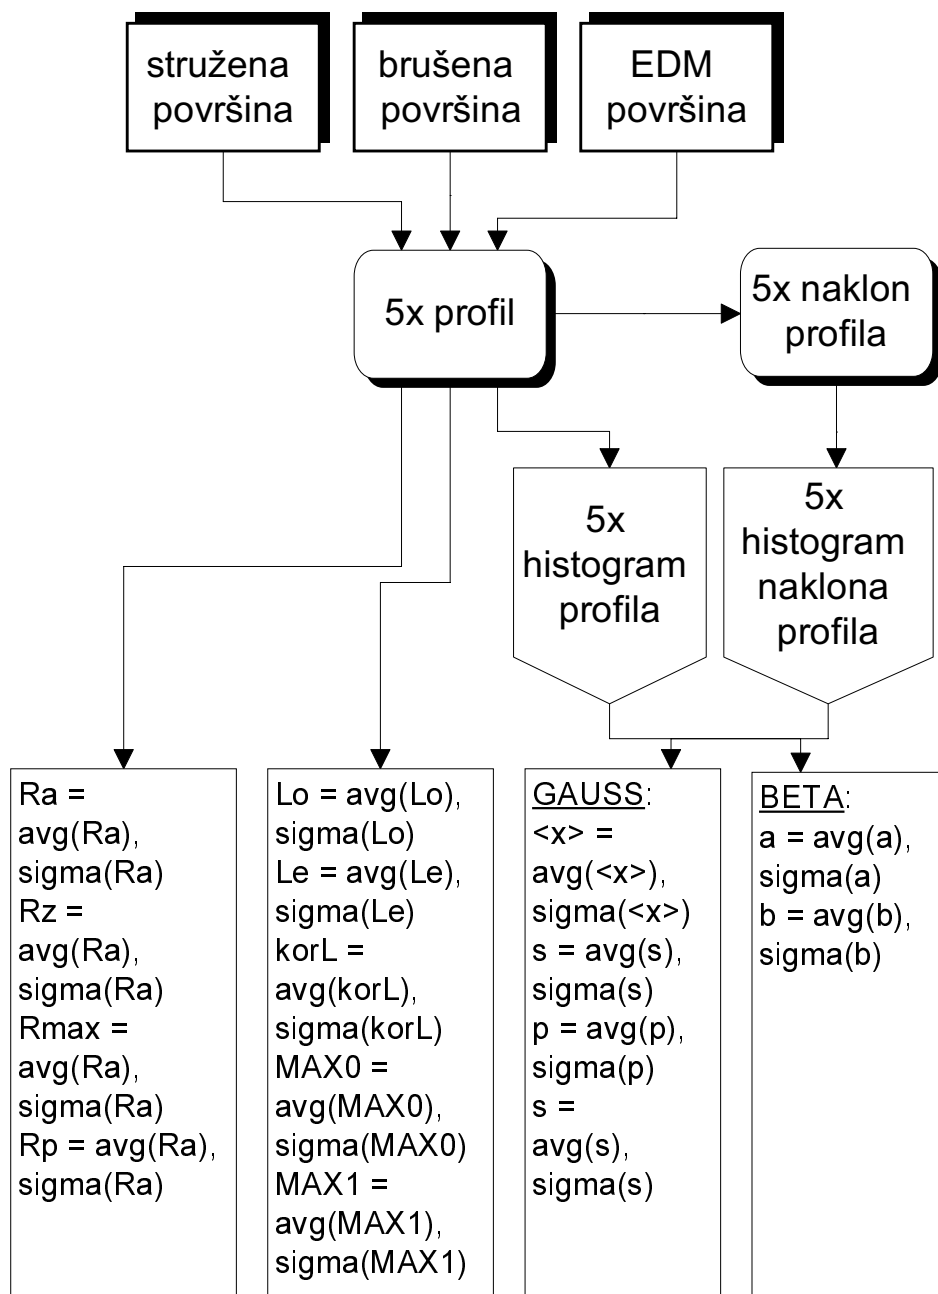 stružena
površina
brušena
površina
EDM
površina
5x profil
5x naklon
profila
5x
histogram
profila
5x
histogram
naklona
profila
Ra =
avg(Ra),
sigma(Ra)
Rz =
avg(Ra),
sigma(Ra)
Rmax =
avg(Ra),
sigma(Ra)
Rp = avg(Ra),
sigma(Ra)
Lo = avg(Lo),
sigma(Lo)
Le = avg(Le),
sigma(Le)
korL =
avg(korL),
sigma(korL)
MAX0 =
avg(MAX0),
sigma(MAX0)
MAX1 =
avg(MAX1),
sigma(MAX1)
GAUSS:
<x> =
avg(<x>),
sigma(<x>)
s = avg(s),
sigma(s)
p = avg(p),
sigma(p)
s =
avg(s),
sigma(s)
BETA:
a = avg(a),
sigma(a)
b = avg(b),
sigma(b)